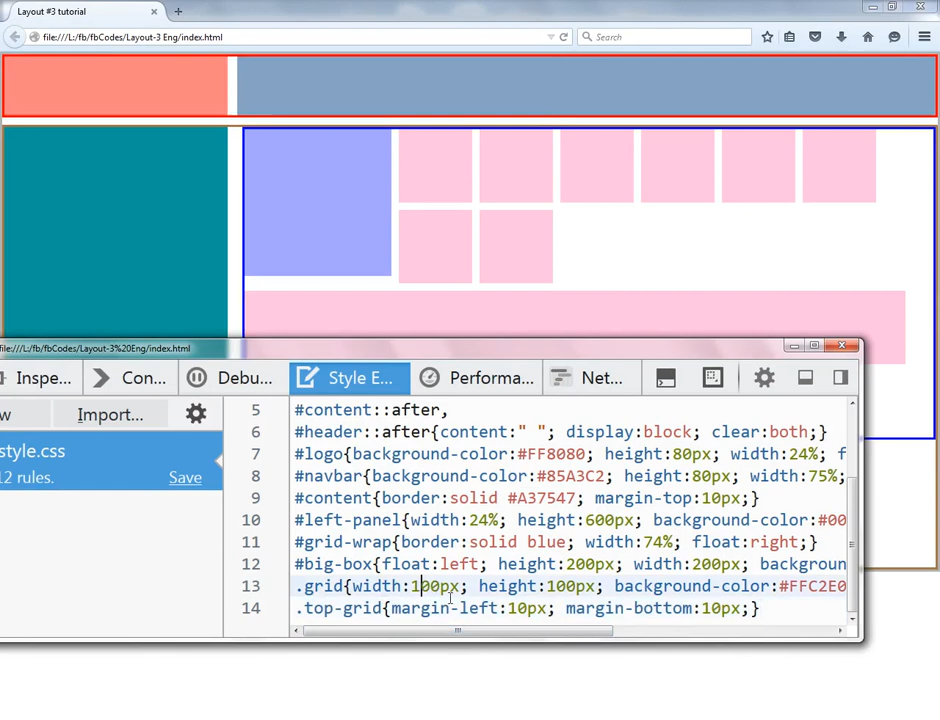 Layout #3 tutorial
file:///L:/fb/fbCodes/Layout-3 Eng/index.html
Search
file:///L:/fb/fbCodes/Layout-3%20Eng/index.html
Inspe...
Con...
Debu...
Style E...
Performa...
Net...
w
Import...
style.css
12 rules.
Save
5 #content::after,
6 #header::after{content:" "; display:block; clear:both;}
7 #logo{background-color:#FF8080; height:80px; width:24%; f
8 #navbar{background-color:#85A3C2; height:80px; width:75%;
9 #content{border:solid #A37547; margin-top:10px;}
10 #left-panel{width:24%; height:600px; background-color:#00
11 #grid-wrap{border:solid blue; width:74%; float:right;}
12 #big-box{float:left; height:200px; width:200px; backgroun
13 .grid{width:100px; height:100px; background-color:#FFC2E0
14 .top-grid{margin-left:10px; margin-bottom:10px;}